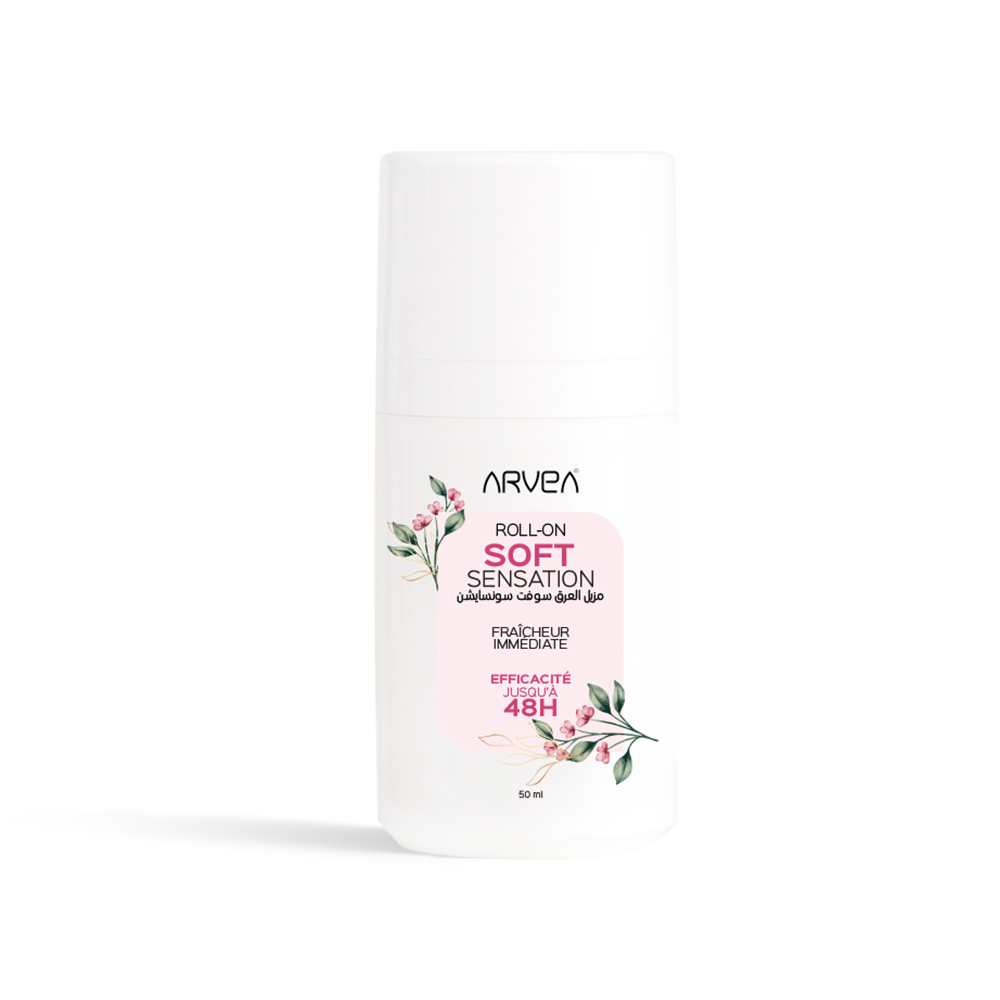 ARVEA®
ROLL-ON
SOFT
SENSATION
مزيل العرق سوفت سونسايشن
FRAÎCHEUR
IMMÉDIATE
EFFICACITÉ
JUSQU'À
48H
50 ml